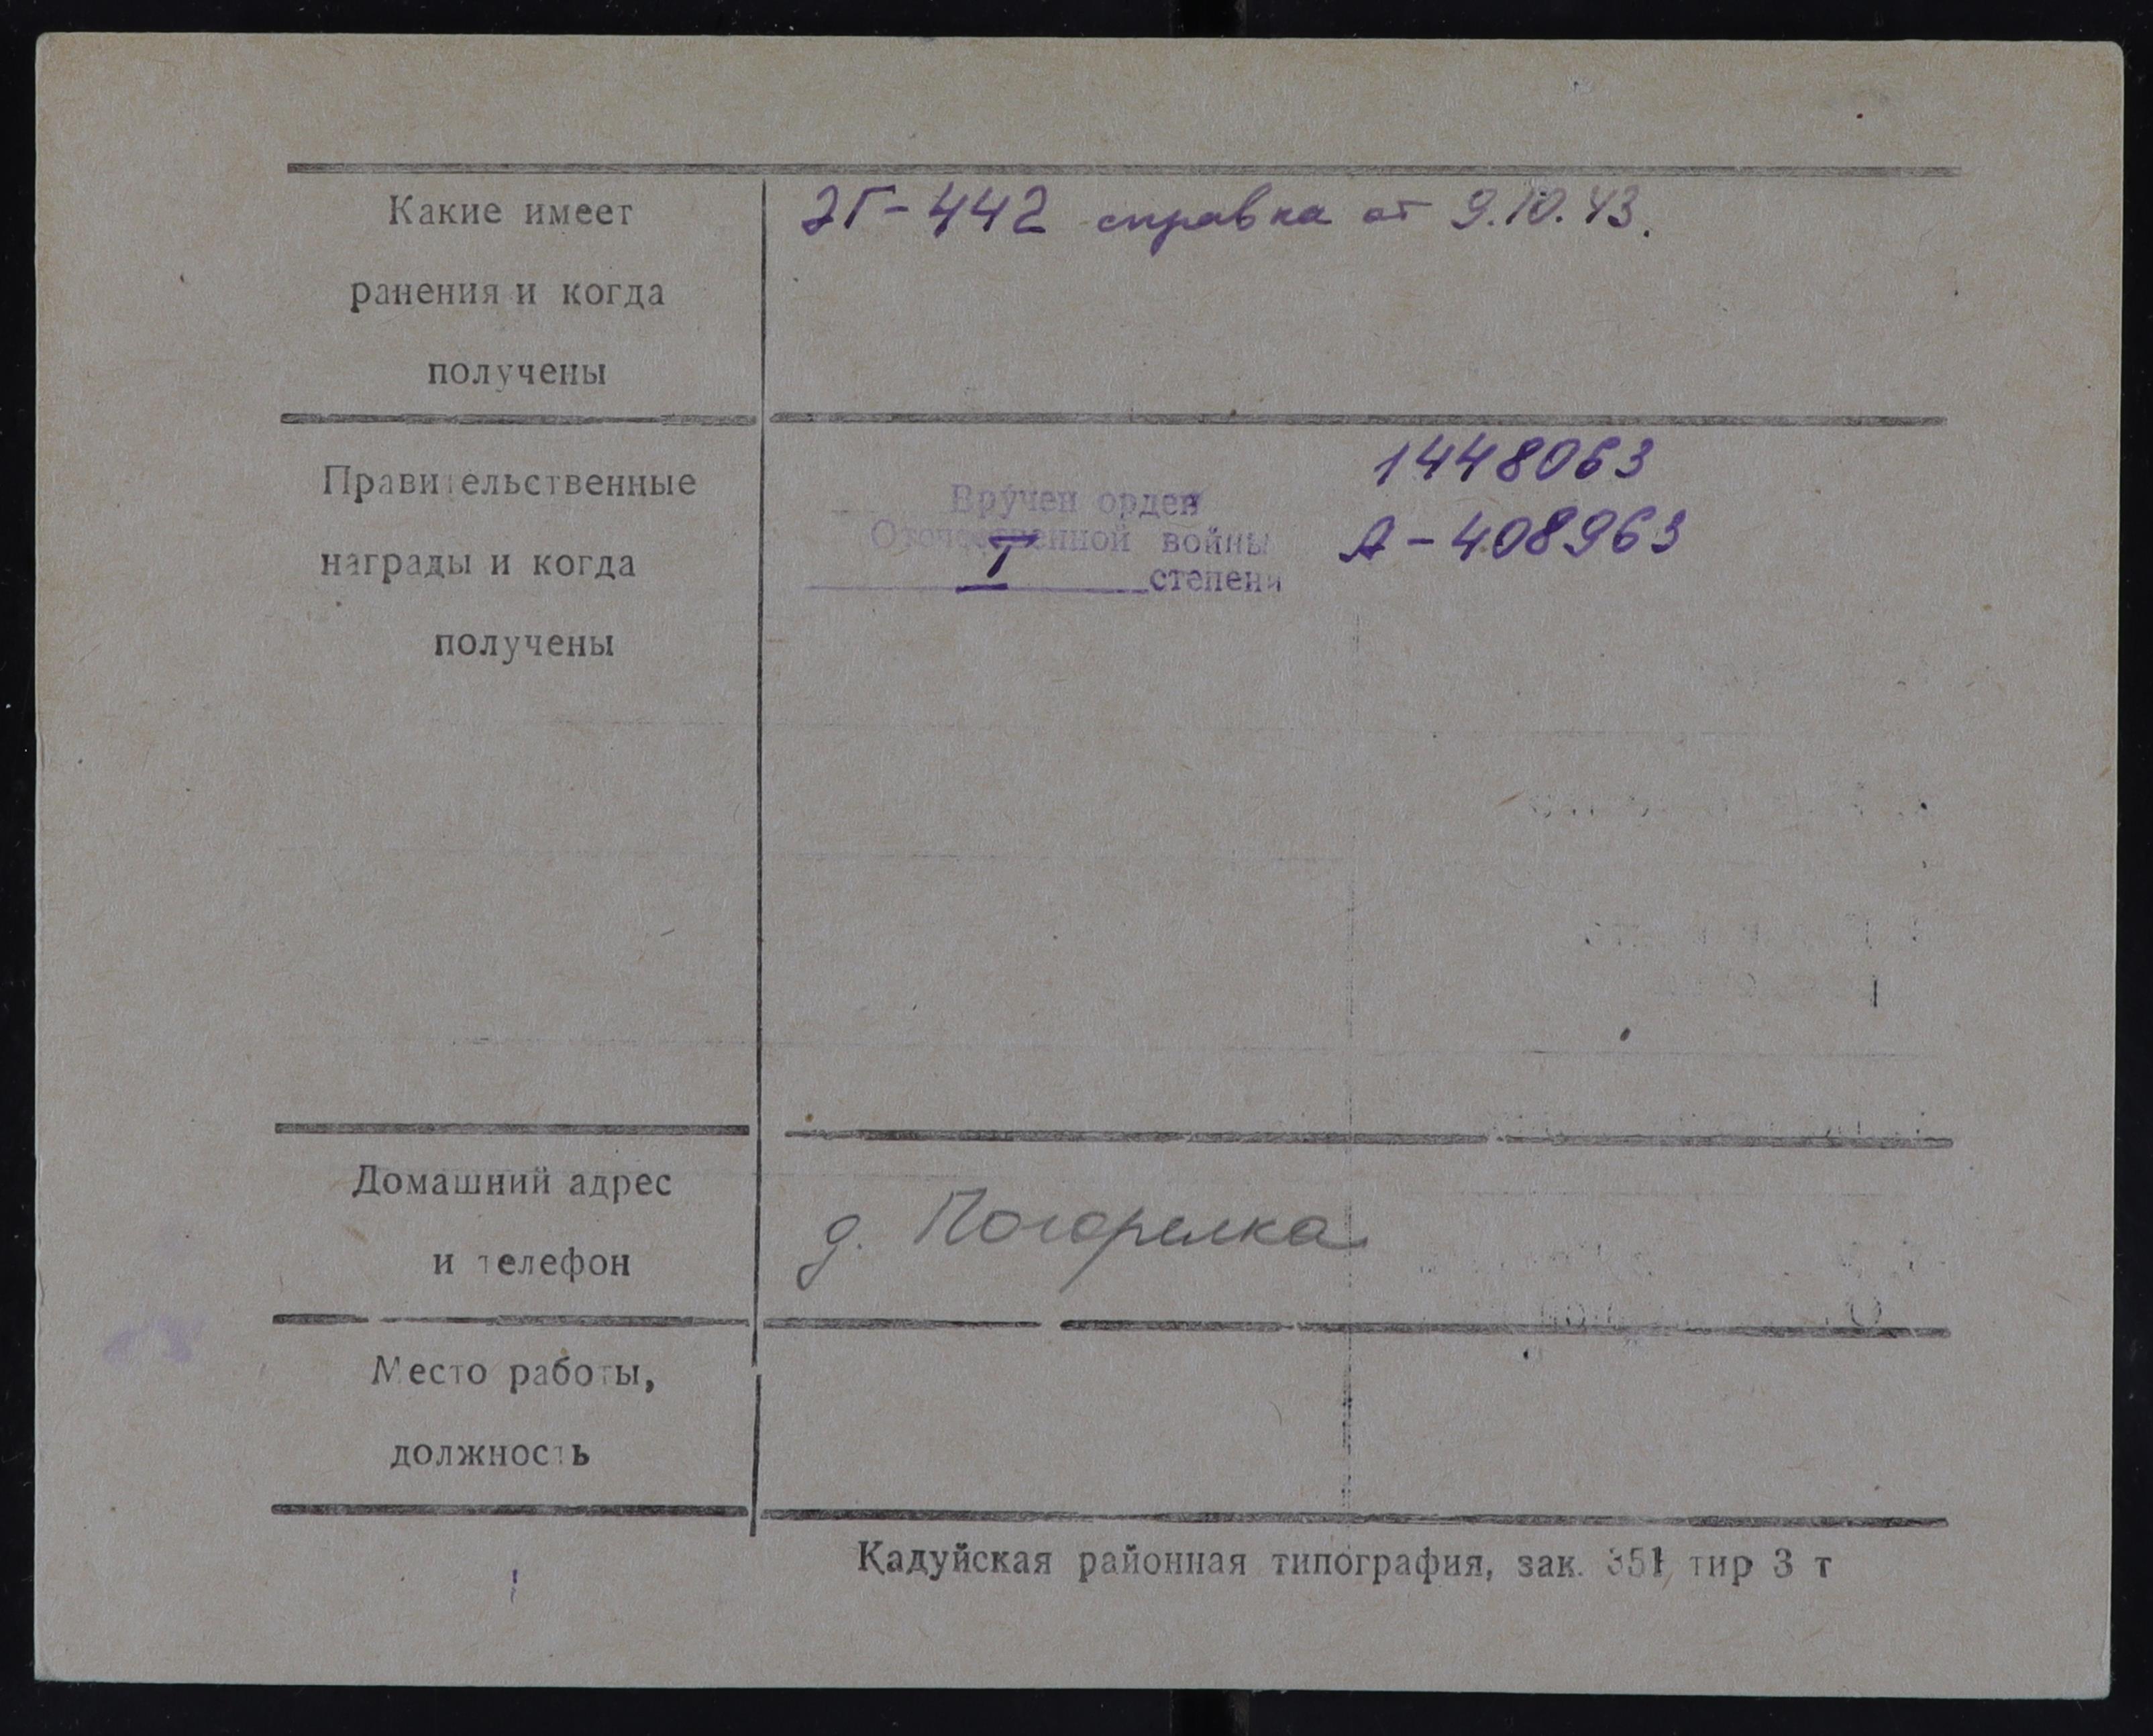 Какие имеет
ранения и когда
получены
ЭГ-442 справка от 9.10.43.
Правительственные
награды и когда
получены
Вручен орден
Отечественной войны
I степени
1448063
А-408963
Домашний адрес
и телефон
д. Погорелка
Место работы,
должность
Кадуйская районная типография, зак. 351, тир 3 т